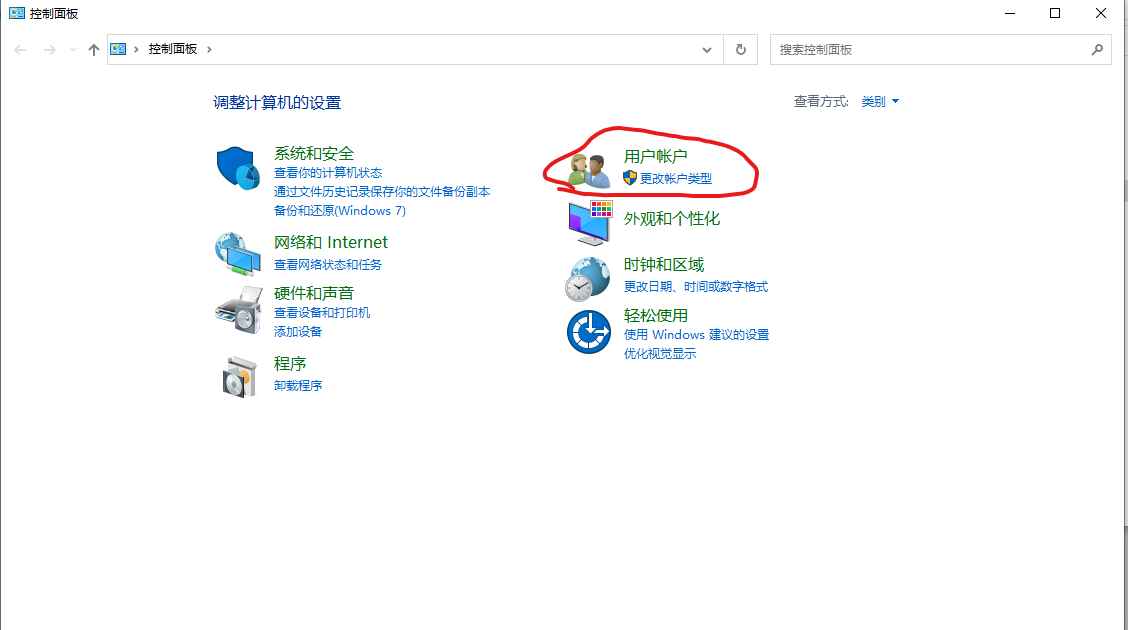 控制面板
控制面板
搜索控制面板
调整计算机的设置
查看方式: 类别
系统和安全
查看你的计算机状态
通过文件历史记录保存你的文件备份副本
备份和还原(Windows 7)
网络和 Internet
查看网络状态和任务
硬件和声音
查看设备和打印机
添加设备
程序
卸载程序
用户帐户
更改帐户类型
外观和个性化
时钟和区域
更改日期、时间或数字格式
轻松使用
使用 Windows 建议的设置
优化视觉显示